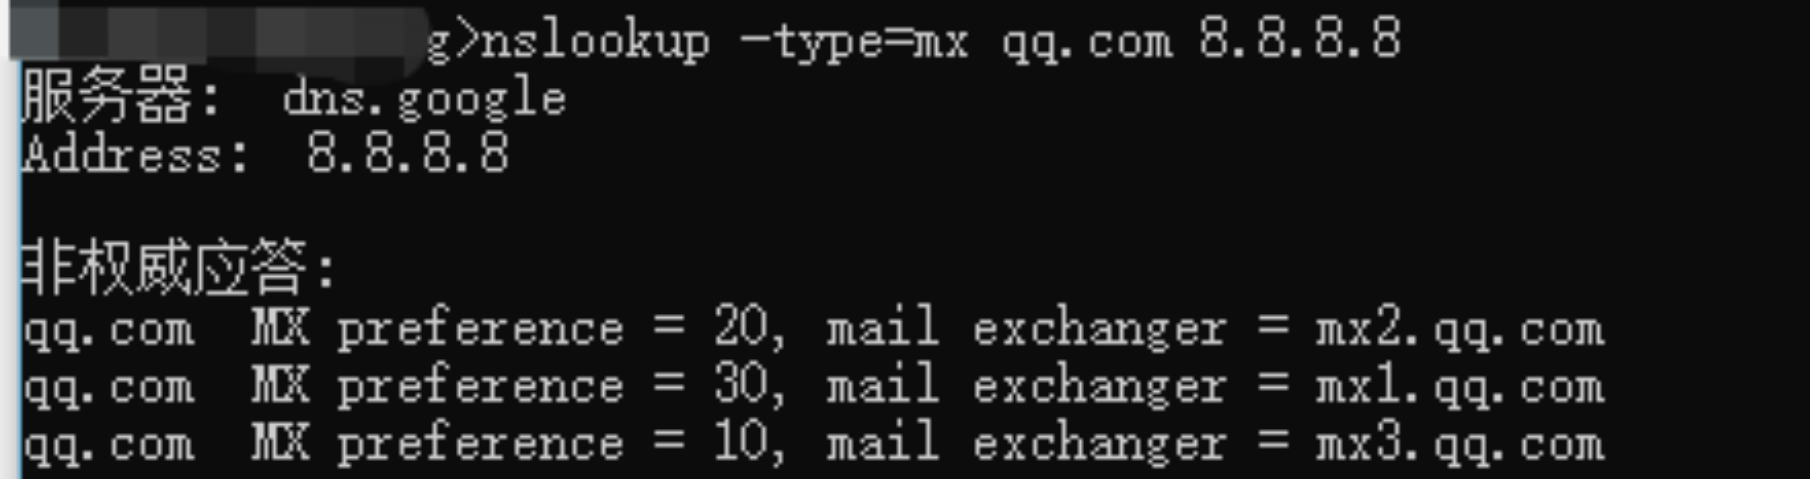 g>nslookup -type=mx qq.com 8.8.8.8
服务器:  dns.google
Address:  8.8.8.8
非权威应答:
qq.com  MX preference = 20, mail exchanger = mx2.qq.com
qq.com  MX preference = 30, mail exchanger = mx1.qq.com
qq.com  MX preference = 10, mail exchanger = mx3.qq.com